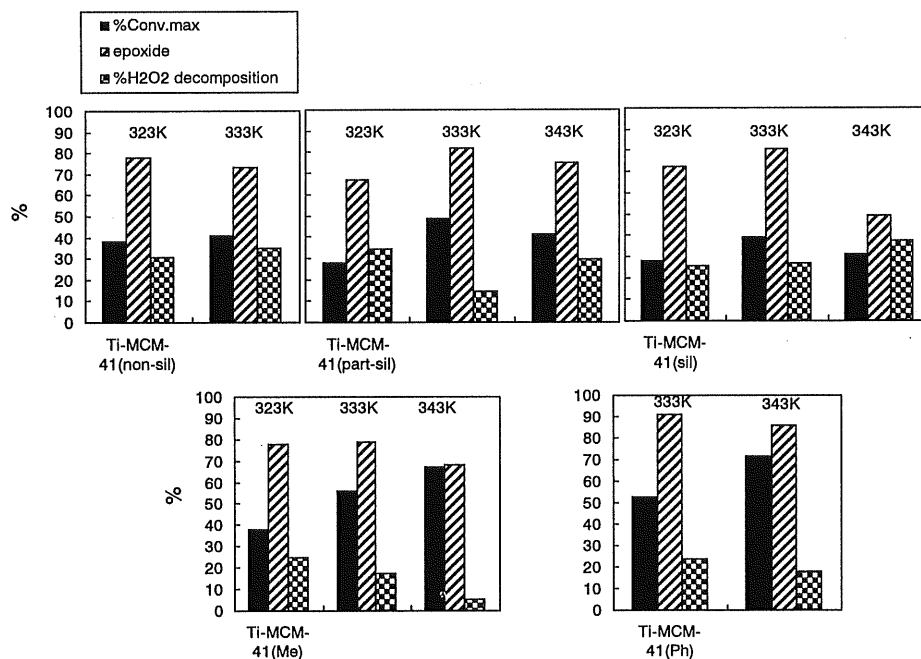 %Conv.max
epoxide
%H2O2 decomposition
100
90
80
70
60
50
40
30
20
10
0
%
323K 333K
Ti-MCM-
41(non-sil)
323K 333K 343K
Ti-MCM-
41(part-sil)
323K 333K 343K
Ti-MCM-
41(sil)
100
90
80
70
60
50
40
30
20
10
0
%
323K 333K 343K
Ti-MCM-
41(Me)
100
90
80
70
60
50
40
30
20
10
0
333K 343K
Ti-MCM-
41(Ph)